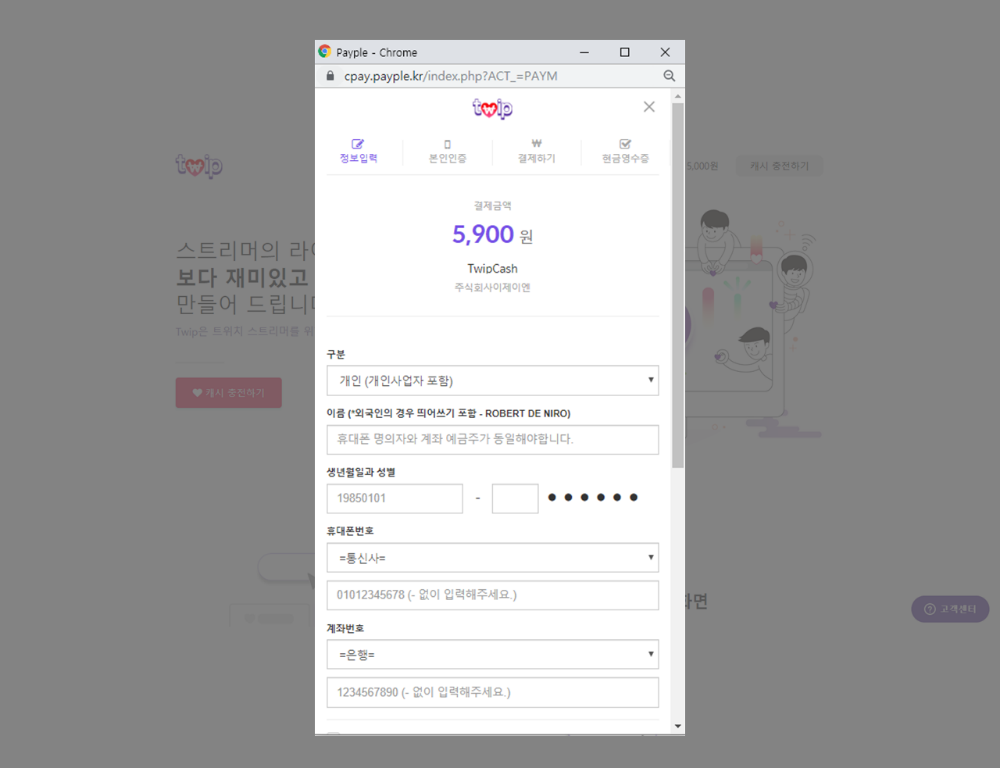 Payple - Chrome
cpay.payple.kr/index.php?ACT_=PAYM
twip
정보입력
본인인증
₩
결제하기
현금영수증
결제금액
5,900 원
TwipCash
주식회사이제이엔
구분
개인 (개인사업자 포함)
이름 (*외국인의 경우 띄어쓰기 포함 - ROBERT DE NIRO)
휴대폰 명의자와 계좌 예금주가 동일해야합니다.
생년월일과 성별
19850101 - ●●●●●●
휴대폰번호
=통신사=
01012345678 (- 없이 입력해주세요.)
계좌번호
=은행=
1234567890 (- 없이 입력해주세요.)
twip
5,000원
캐시 충전하기
스트리머의
보다 재미있고
만들어 드립니
Twip은 트위치 스트리머를
캐시 충전하기
화면
고객센터